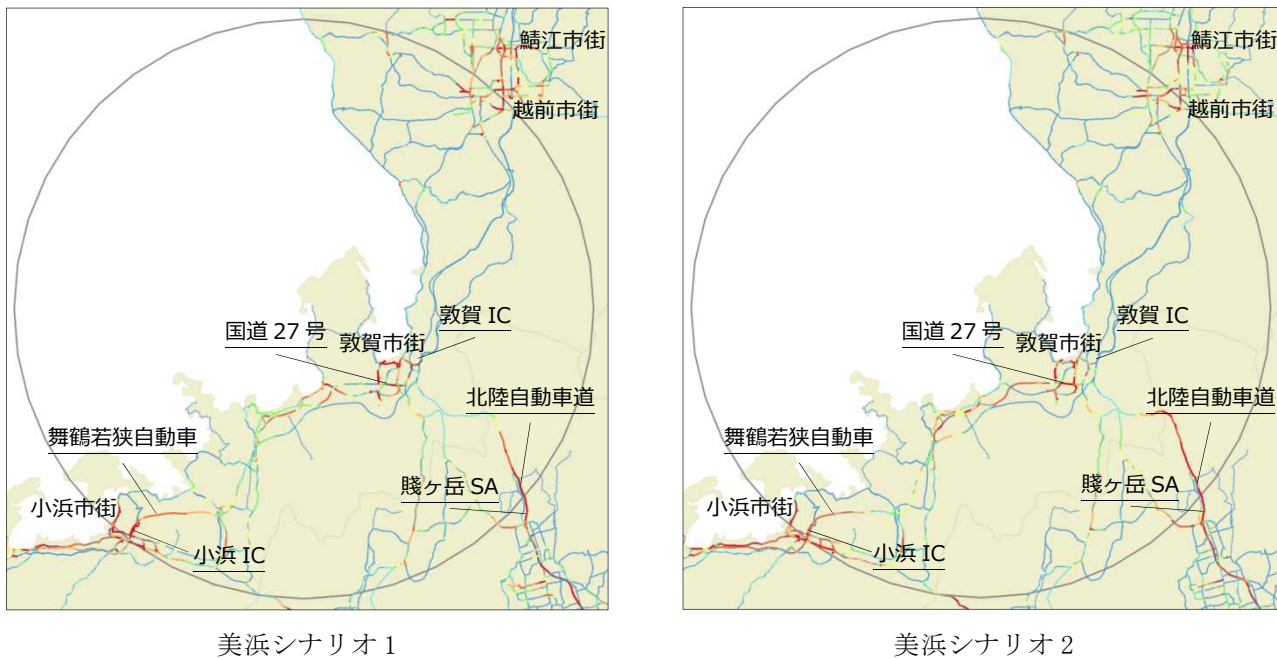 鯖江市街
越前市街
敦賀 IC
国道 27 号
敦賀市街
北陸自動車道
舞鶴若狭自動車
賤ヶ岳 SA
小浜市街
小浜 IC
美浜シナリオ 1
鯖江市街
越前市街
敦賀 IC
国道 27 号
敦賀市街
北陸自動車道
舞鶴若狭自動車
賤ヶ岳 SA
小浜市街
小浜 IC
美浜シナリオ 2